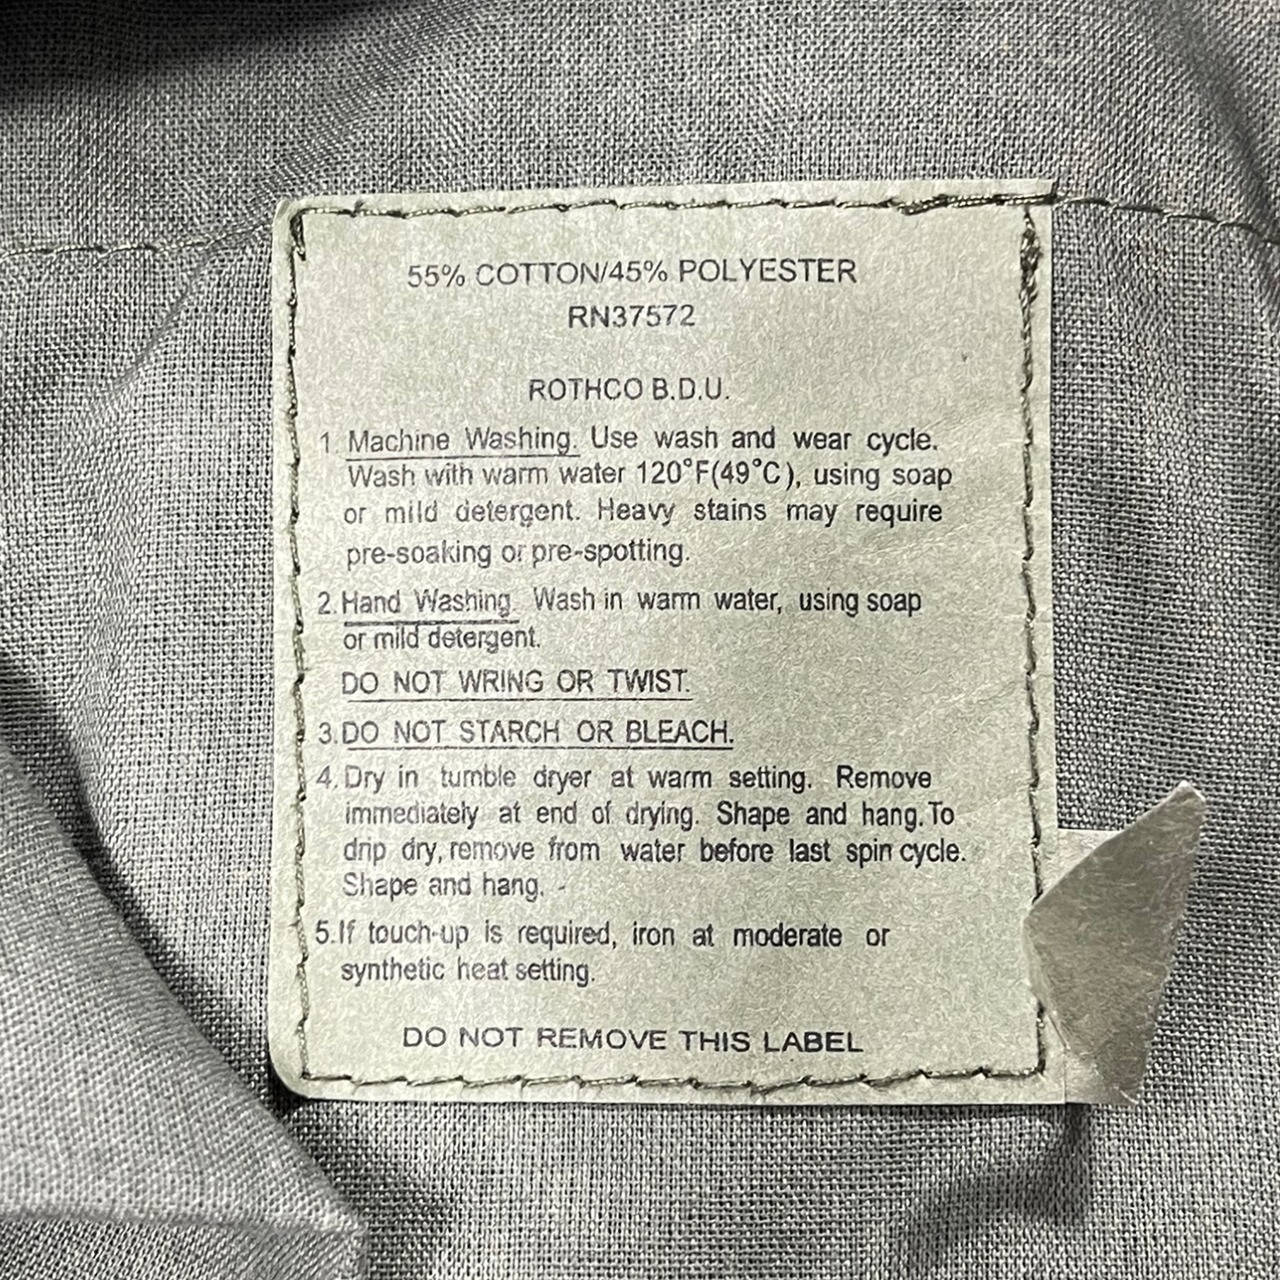 55% COTTON/45% POLYESTER
RN37572
ROTHCO B.D.U.
1. Machine Washing. Use wash and wear cycle.
Wash with warm water 120°F(49°C), using soap
or mild detergent. Heavy stains may require
pre-soaking or pre-spotting.
2. Hand Washing. Wash in warm water, using soap
or mild detergent.
DO NOT WRING OR TWIST.
3. DO NOT STARCH OR BLEACH.
4. Dry in tumble dryer at warm setting. Remove
immediately at end of drying. Shape and hang. To
drip dry, remove from water before last spin cycle.
Shape and hang. -
5. If touch-up is required, iron at moderate or
synthetic heat setting.
DO NOT REMOVE THIS LABEL